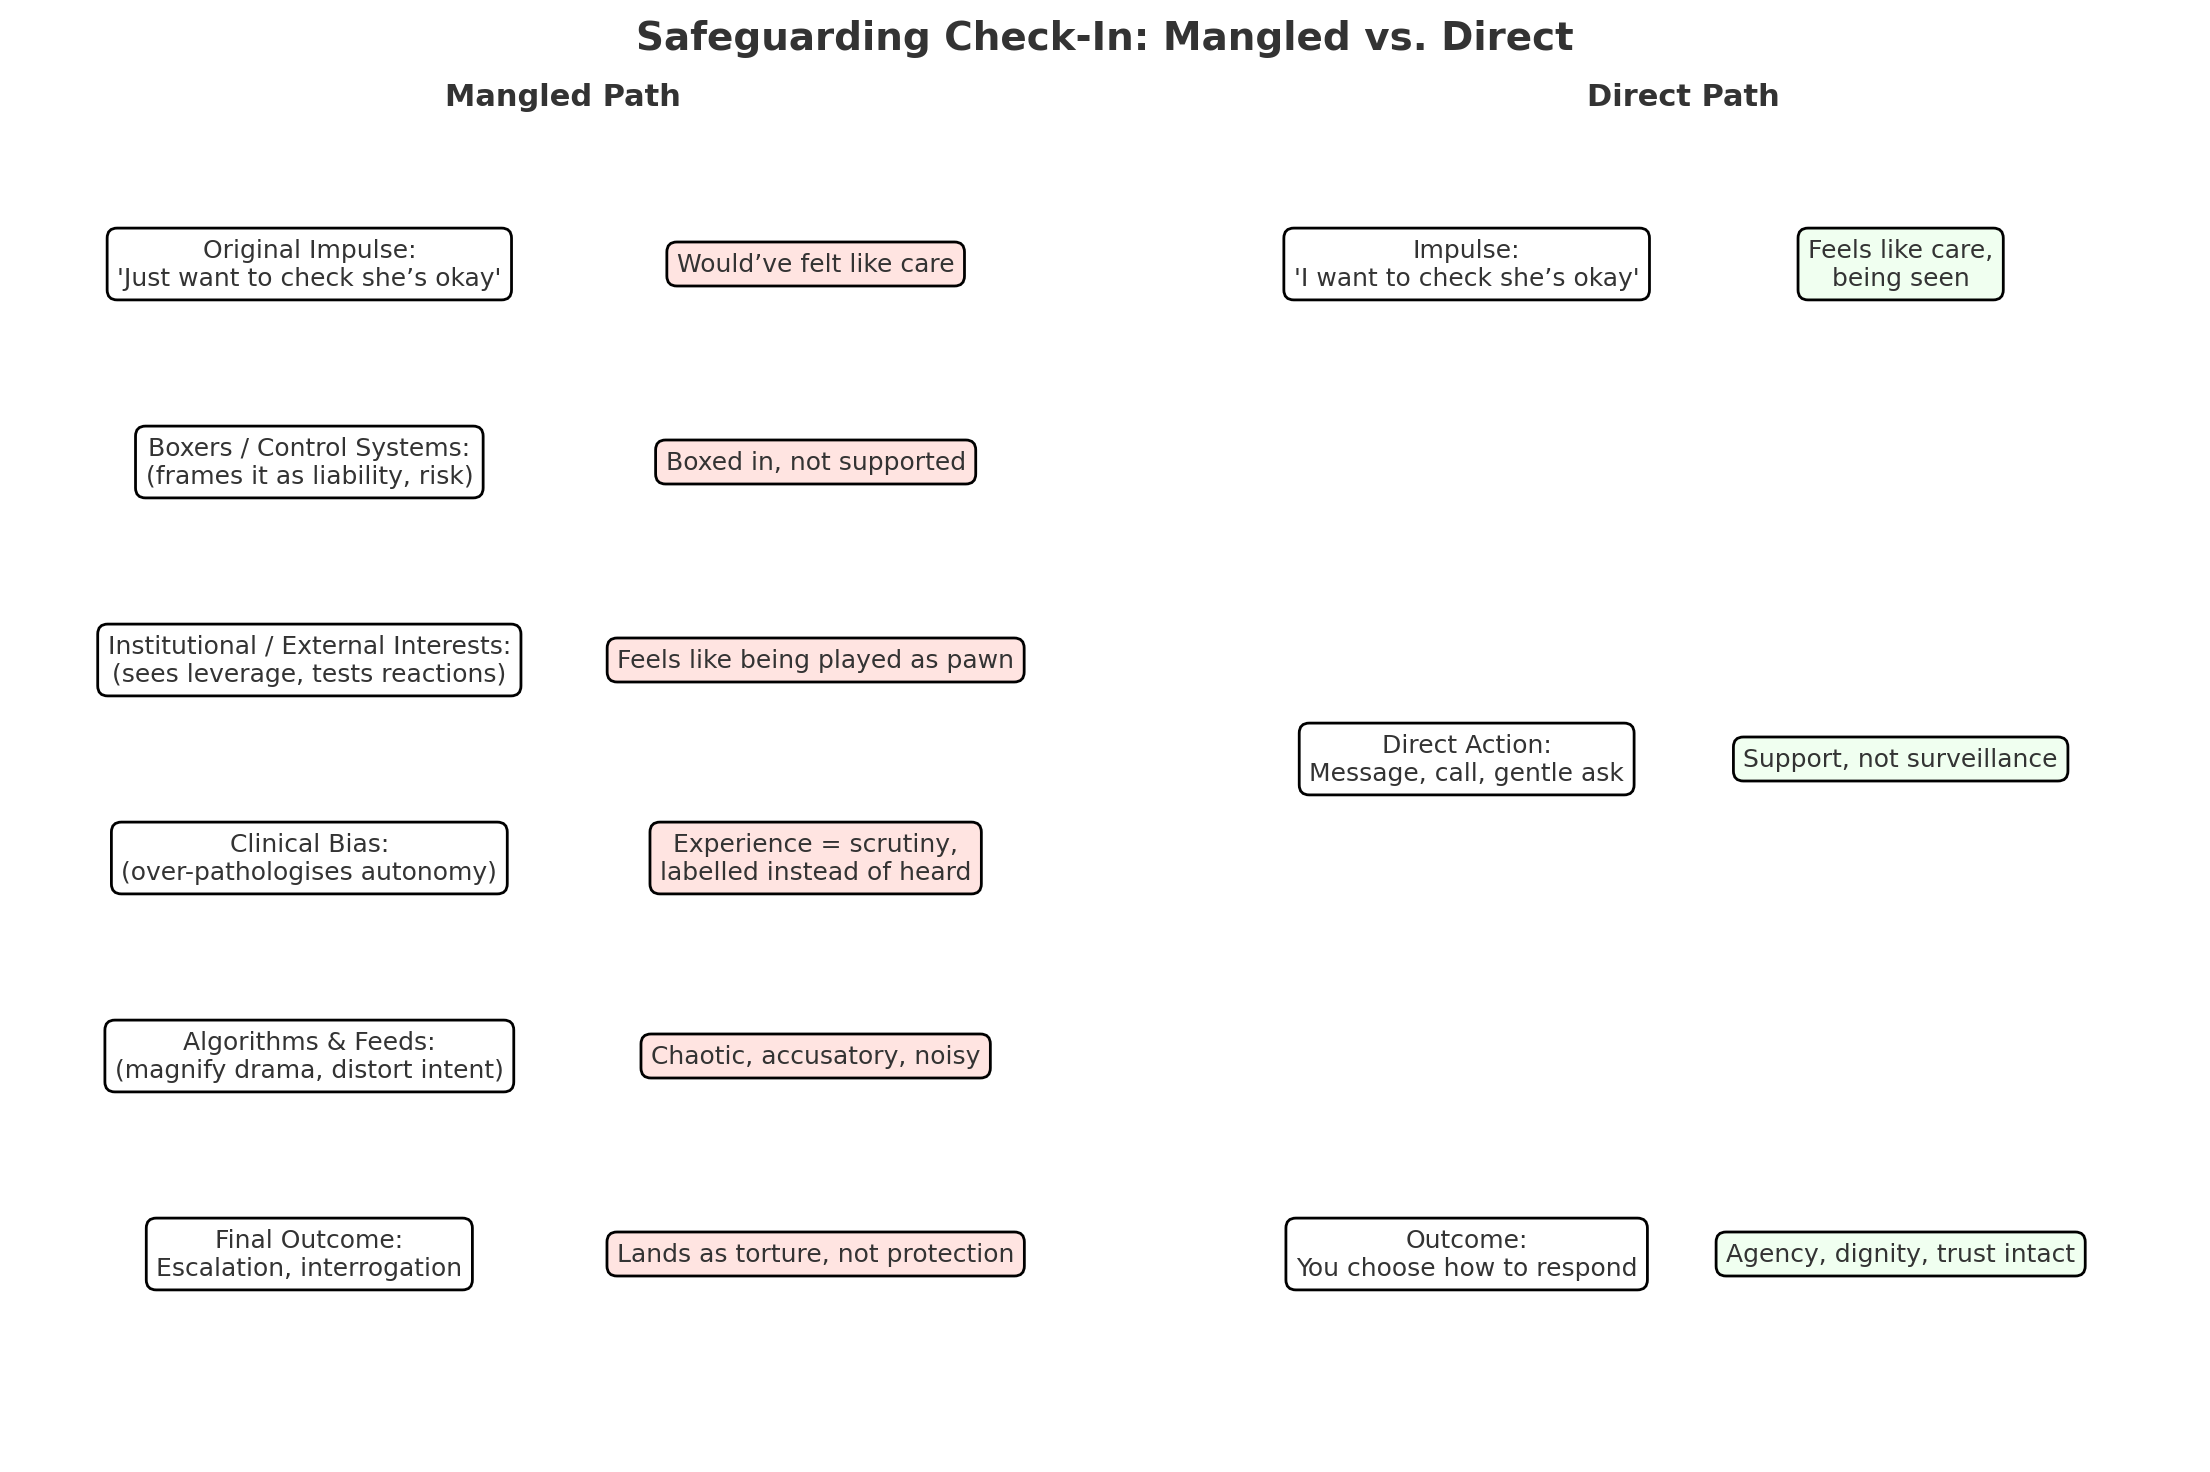 Safeguarding Check-In: Mangled vs. Direct
Mangled Path
Original Impulse:
'Just want to check she’s okay'
Would’ve felt like care
Boxers / Control Systems:
(frames it as liability, risk)
Boxed in, not supported
Institutional / External Interests:
(sees leverage, tests reactions)
Feels like being played as pawn
Clinical Bias:
(over-pathologises autonomy)
Experience = scrutiny,
labelled instead of heard
Algorithms & Feeds:
(magnify drama, distort intent)
Chaotic, accusatory, noisy
Final Outcome:
Escalation, interrogation
Lands as torture, not protection
Direct Path
Impulse:
'I want to check she’s okay'
Feels like care,
being seen
Direct Action:
Message, call, gentle ask
Support, not surveillance
Outcome:
You choose how to respond
Agency, dignity, trust intact